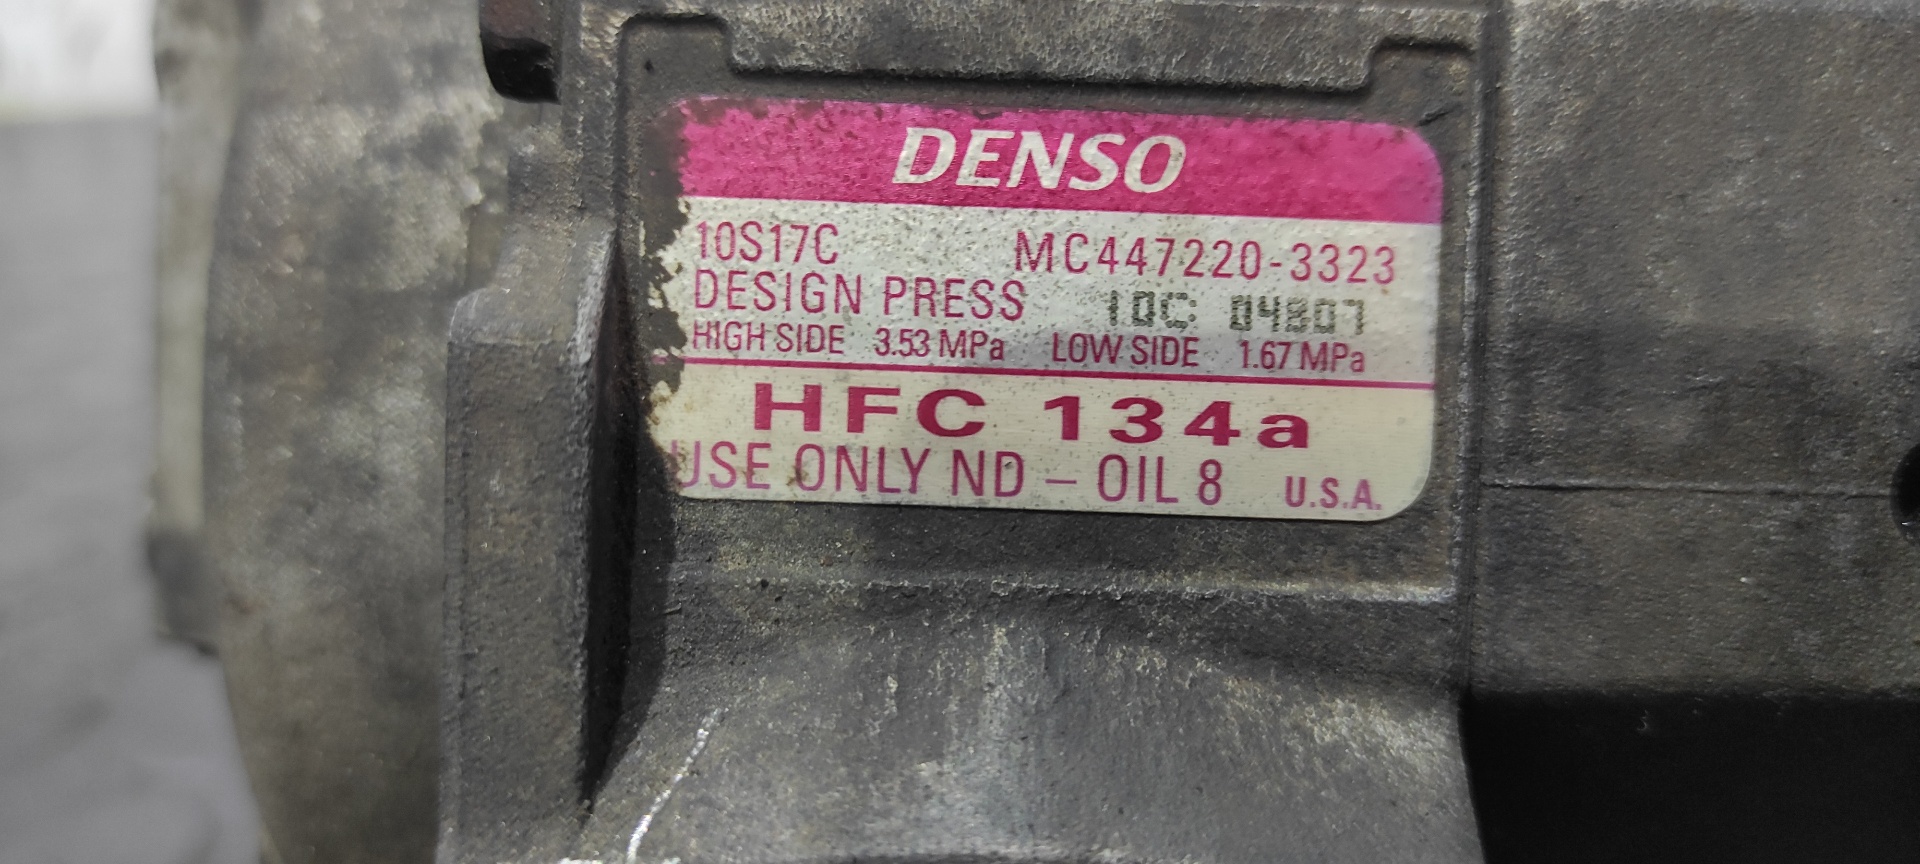 DENSO
10S17C MC447220-3323
DESIGN PRESS 10C 04807
HIGH SIDE 3.53 MPa LOW SIDE 1.67 MPa
HFC 134a
USE ONLY ND – OIL 8 U.S.A.